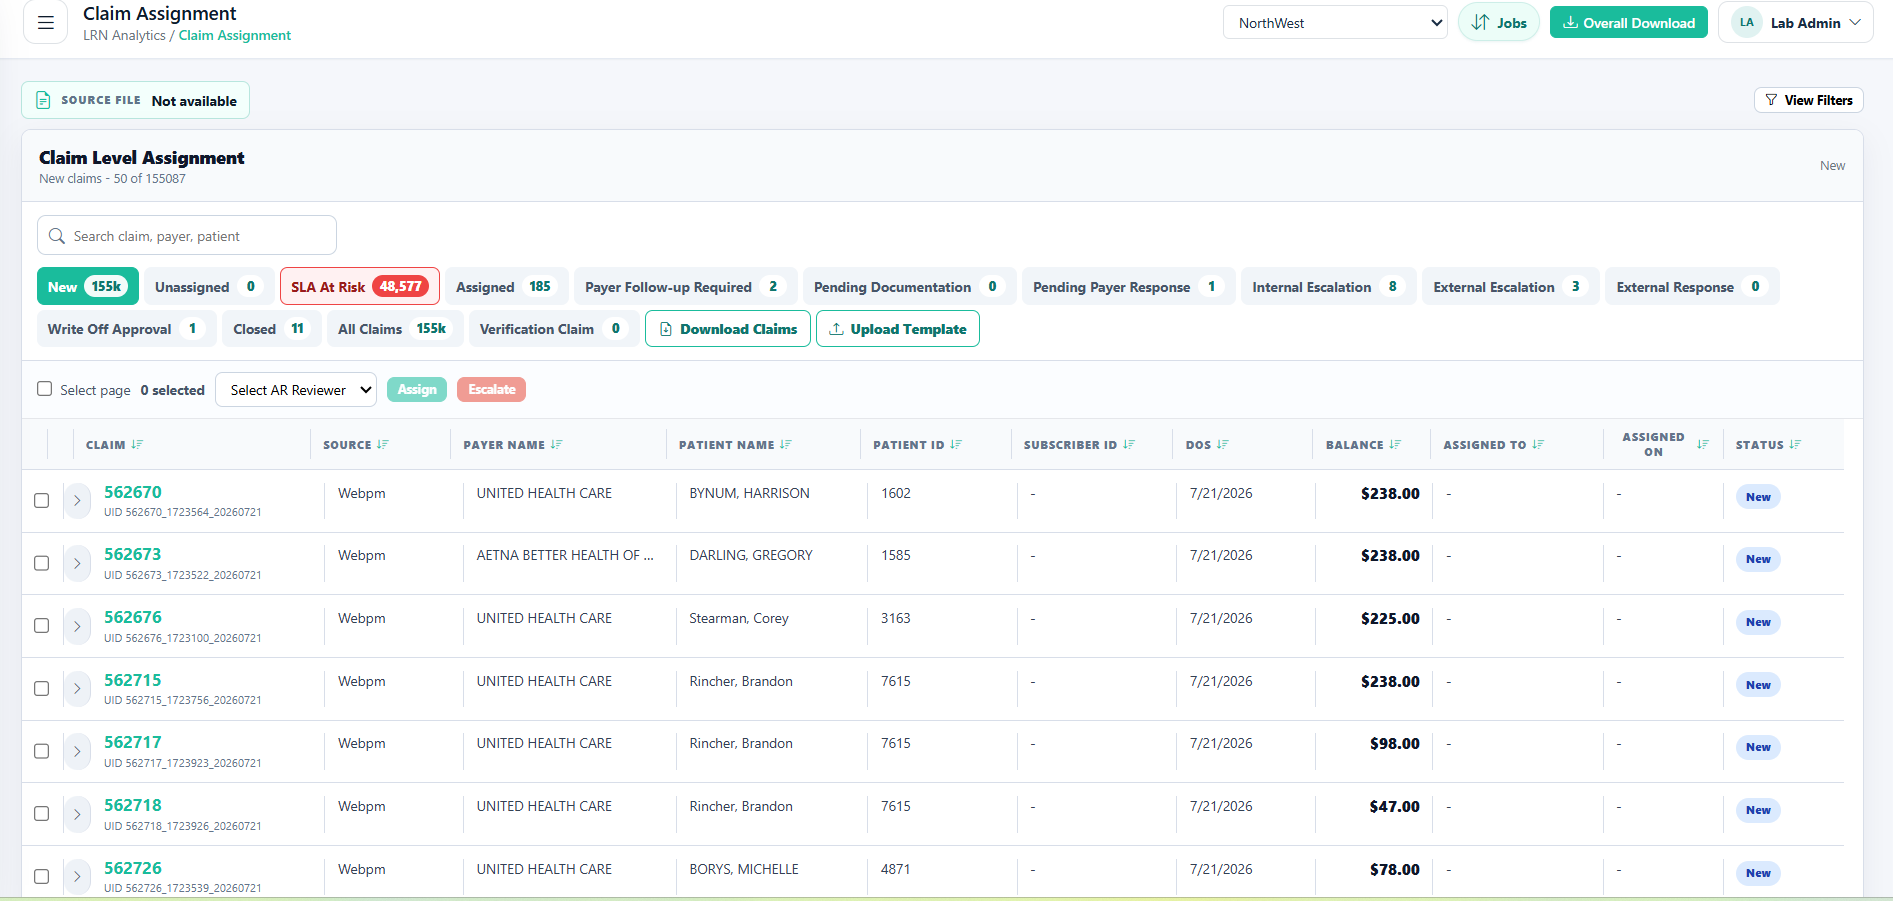 Claim Assignment
LRN Analytics / Claim Assignment
NorthWest
Jobs
Overall Download
LA Lab Admin
SOURCE FILE Not available
View Filters
Claim Level Assignment
New claims - 50 of 155087
New
Search claim, payer, patient
New 155k Unassigned 0 SLA At Risk 48,577 Assigned 185 Payer Follow-up Required 2 Pending Documentation 0 Pending Payer Response 1 Internal Escalation 8 External Escalation 3 External Response 0
Write Off Approval 1 Closed 11 All Claims 155k Verification Claim 0 Download Claims Upload Template
Select page 0 selected Select AR Reviewer Assign Escalate
CLAIM SOURCE PAYER NAME PATIENT NAME PATIENT ID SUBSCRIBER ID DOS BALANCE ASSIGNED TO ASSIGNED ON STATUS
562670 Webpm UNITED HEALTH CARE BYNUM, HARRISON 1602 - 7/21/2026 $238.00 - - New
UID 562670_1723564_20260721
562673 Webpm AETNA BETTER HEALTH OF ... DARLING, GREGORY 1585 - 7/21/2026 $238.00 - - New
UID 562673_1723522_20260721
562676 Webpm UNITED HEALTH CARE Stearman, Corey 3163 - 7/21/2026 $225.00 - - New
UID 562676_1723100_20260721
562715 Webpm UNITED HEALTH CARE Rincher, Brandon 7615 - 7/21/2026 $238.00 - - New
UID 562715_1723756_20260721
562717 Webpm UNITED HEALTH CARE Rincher, Brandon 7615 - 7/21/2026 $98.00 - - New
UID 562717_1723923_20260721
562718 Webpm UNITED HEALTH CARE Rincher, Brandon 7615 - 7/21/2026 $47.00 - - New
UID 562718_1723926_20260721
562726 Webpm UNITED HEALTH CARE BORYS, MICHELLE 4871 - 7/21/2026 $78.00 - - New
UID 562726_1723539_20260721